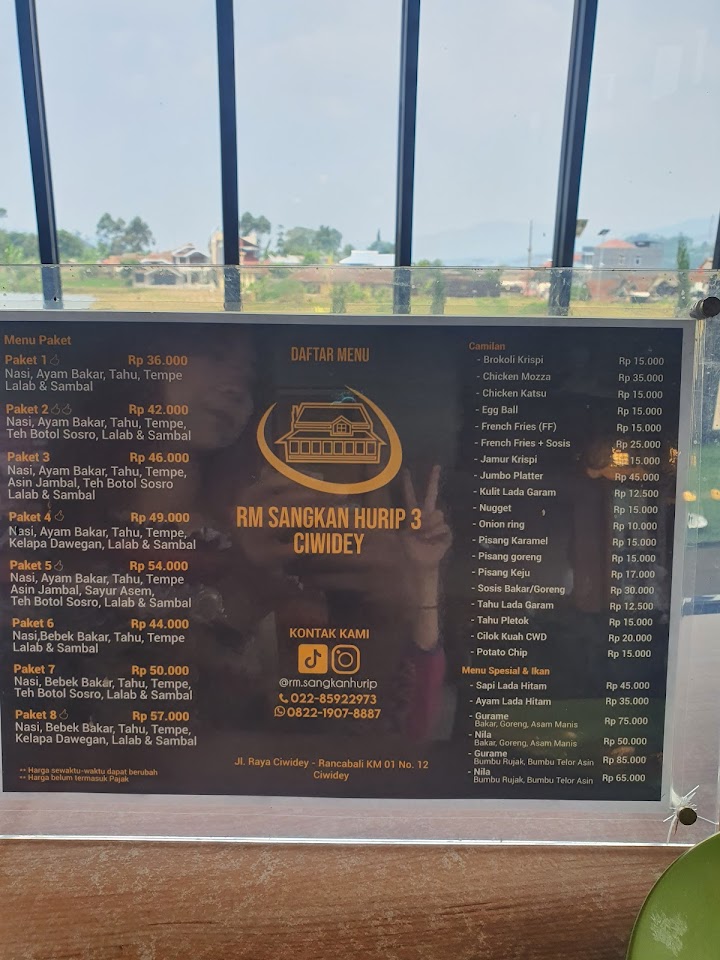 Menu Paket
Paket 1 Rp 36.000
Nasi, Ayam Bakar, Tahu, Tempe
Lalab & Sambal
Paket 2 Rp 42.000
Nasi, Ayam Bakar, Tahu, Tempe,
Teh Botol Sosro, Lalab & Sambal
Paket 3 Rp 46.000
Nasi, Ayam Bakar, Tahu, Tempe,
Asin Jambal, Teh Botol Sosro
Lalab & Sambal
Paket 4 Rp 49.000
Nasi, Ayam Bakar, Tahu, Tempe,
Kelapa Dawegan, Lalab & Sambal
Paket 5 Rp 54.000
Nasi, Ayam Bakar, Tahu, Tempe
Asin Jambal, Sayur Asem,
Teh Botol Sosro, Lalab & Sambal
Paket 6 Rp 44.000
Nasi,Bebek Bakar, Tahu, Tempe
Lalab & Sambal
Paket 7 Rp 50.000
Nasi, Bebek Bakar, Tahu, Tempe,
Teh Botol Sosro, Lalab & Sambal
Paket 8 Rp 57.000
Nasi, Bebek Bakar, Tahu, Tempe,
Kelapa Dawegan, Lalab & Sambal
** Harga sewaktu-waktu dapat berubah
** Harga belum termasuk Pajak
DAFTAR MENU
RM SANGKAN HURIP 3
CIWIDEY
KONTAK KAMI
@rm.sangkanhurip
022-85922973
0822-1907-8887
Jl. Raya Ciwidey - Rancabali KM 01 No. 12
Ciwidey
Camilan
- Brokoli Krispi Rp 15.000
- Chicken Mozza Rp 35.000
- Chicken Katsu Rp 15.000
- Egg Ball Rp 15.000
- French Fries (FF) Rp 15.000
- French Fries + Sosis Rp 25.000
- Jamur Krispi 15.000
- Jumbo Platter Rp 45.000
- Kulit Lada Garam Rp 12.500
- Nugget Rp 15.000
- Onion ring Rp 10.000
- Pisang Karamel Rp 15.000
- Pisang goreng Rp 15.000
- Pisang Keju Rp 17.000
- Sosis Bakar/Goreng Rp 30.000
- Tahu Lada Garam Rp 12.500
- Tahu Pletok Rp 15.000
- Cilok Kuah CWD Rp 20.000
- Potato Chip Rp 15.000
Menu Spesial & Ikan
- Sapi Lada Hitam Rp 45.000
- Ayam Lada Hitam Rp 35.000
- Gurame Rp 75.000
Bakar, Goreng, Asam Manis
- Nila Rp 50.000
Bakar, Goreng, Asam Manis
- Gurame Rp 85.000
Bumbu Rujak, Bumbu Telor Asin
- Nila Rp 65.000
Bumbu Rujak, Bumbu Telor Asin